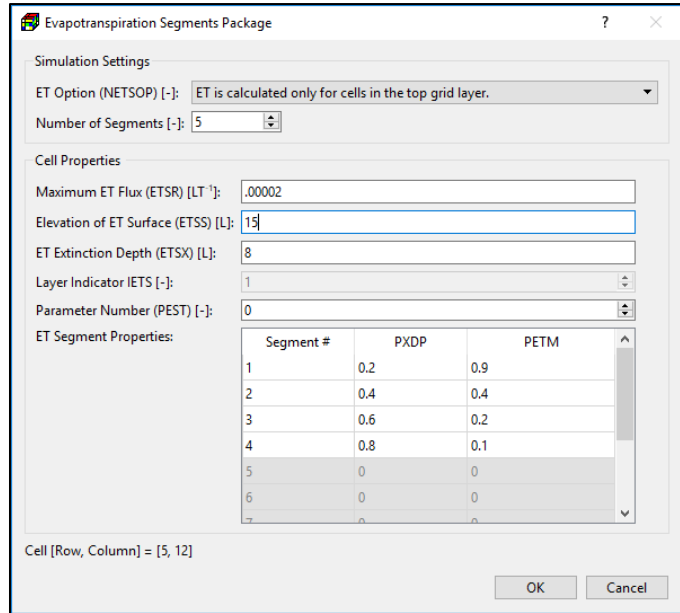 Evapotranspiration Segments Package ?
Simulation Settings
ET Option (NETSOP) [-]: ET is calculated only for cells in the top grid layer.
Number of Segments [-]: 5
Cell Properties
Maximum ET Flux (ETSR) [LT⁻¹]: .00002
Elevation of ET Surface (ETSS) [L]: 15
ET Extinction Depth (ETSX) [L]: 8
Layer Indicator IETS [-]: 1
Parameter Number (PEST) [-]: 0
ET Segment Properties:
Segment # PXDP PETM
1 0.2 0.9
2 0.4 0.4
3 0.6 0.2
4 0.8 0.1
5 0 0
6 0 0
Cell [Row, Column] = [5, 12]
OK Cancel